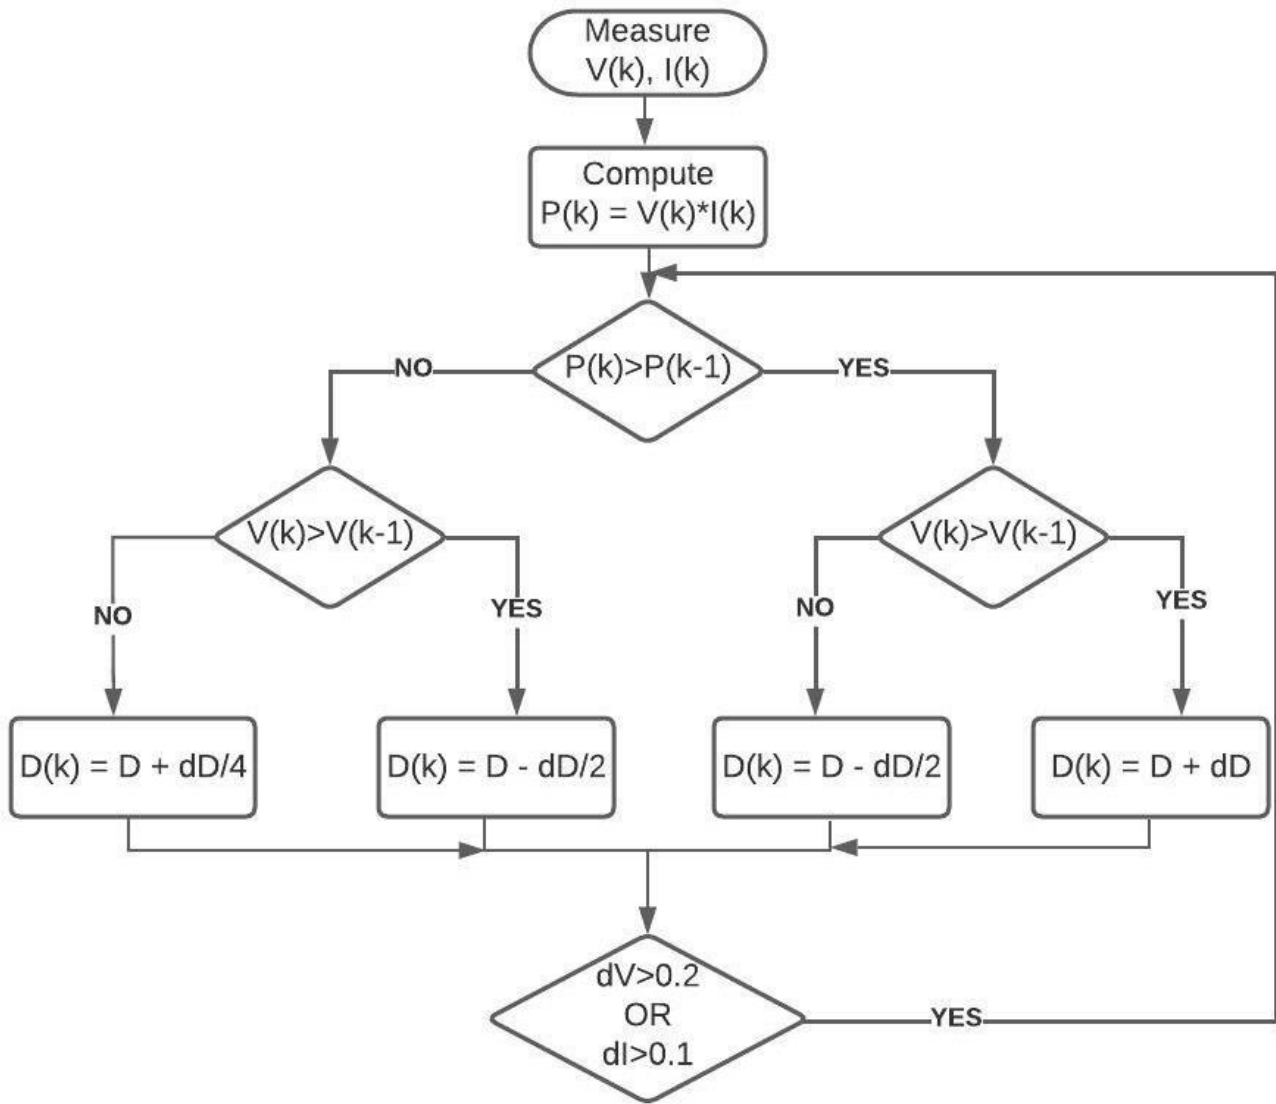 Measure
V(k), I(k)
Compute
P(k) = V(k)*I(k)
NO
P(k)>P(k-1)
YES
V(k)>V(k-1)
V(k)>V(k-1)
NO
YES
NO
YES
D(k) = D + dD/4
D(k) = D - dD/2
D(k) = D - dD/2
D(k) = D + dD
dV>0.2
OR
dI>0.1
YES